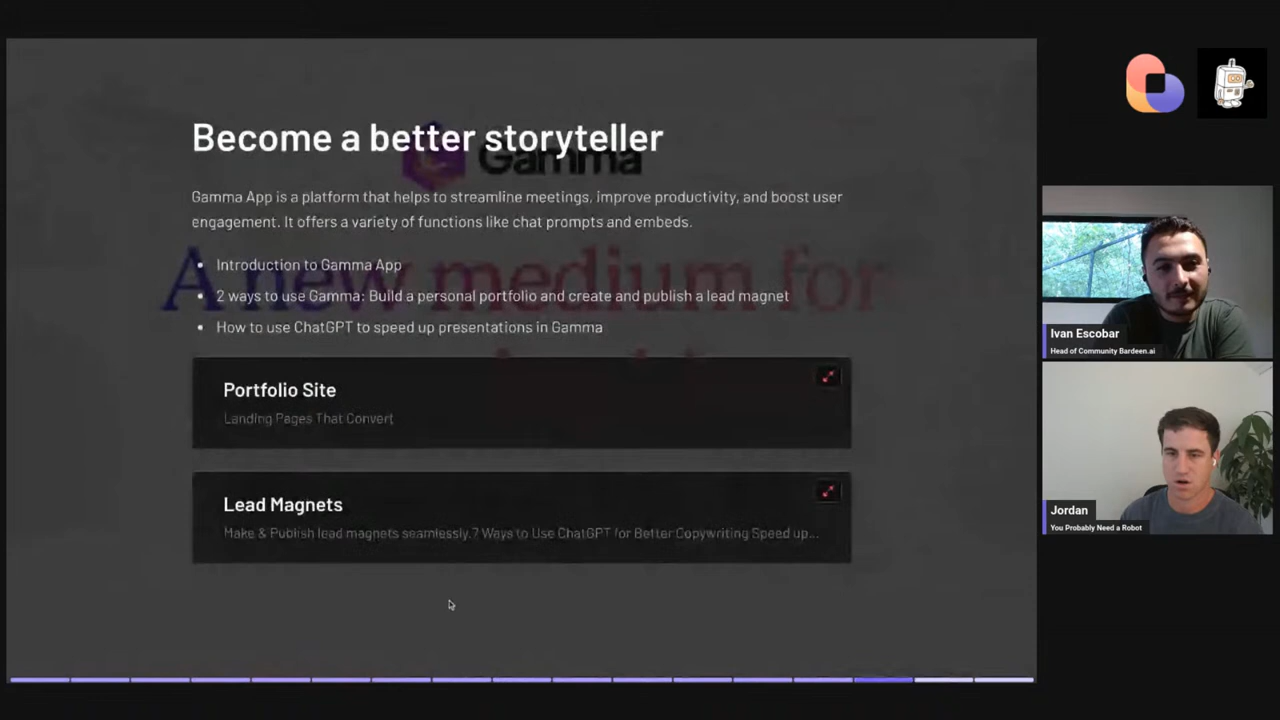 Become a better storyteller
Gamma
Gamma App is a platform that helps to streamline meetings, improve productivity, and boost user
engagement. It offers a variety of functions like chat prompts and embeds.
A new medium for
• Introduction to Gamma App
• 2 ways to use Gamma: Build a personal portfolio and create and publish a lead magnet
• How to use ChatGPT to speed up presentations in Gamma
Portfolio Site
Landing Pages That Convert
Lead Magnets
Make & Publish lead magnets seamlessly.7 Ways to Use ChatGPT for Better Copywriting Speed up...
Ivan Escobar
Head of Community Bardeen.ai
Jordan
You Probably Need a Robot